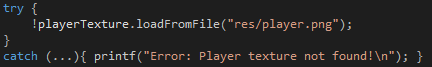 try {
    !playerTexture.loadFromFile("res/player.png");
}
catch (...){ printf("Error: Player texture not found!\n"); }